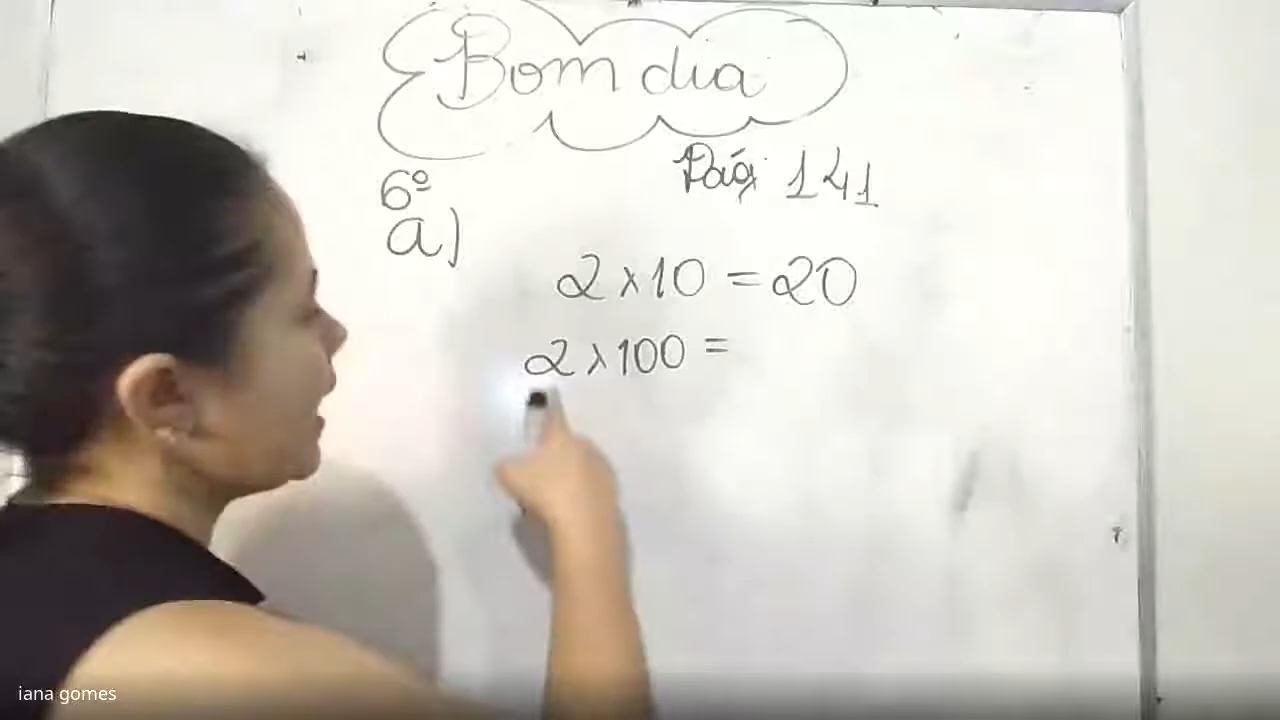 Bom dia
Pág. 141
6º
a)
2 x 10 = 20
2 x 100 =
iana gomes